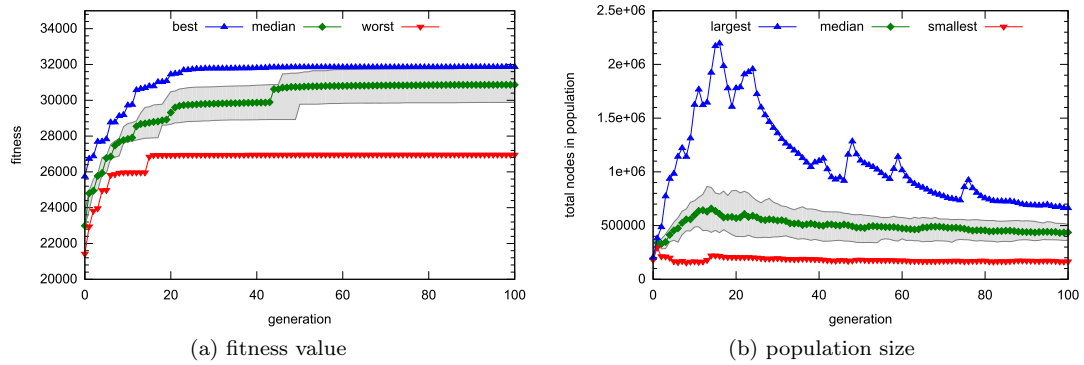 best median worst
34000
32000
30000
28000
26000
24000
22000
20000
fitness
0 20 40 60 80 100
generation
(a) fitness value
largest median smallest
2.5e+06
2e+06
1.5e+06
1e+06
500000
0
total nodes in population
0 20 40 60 80 100
generation
(b) population size